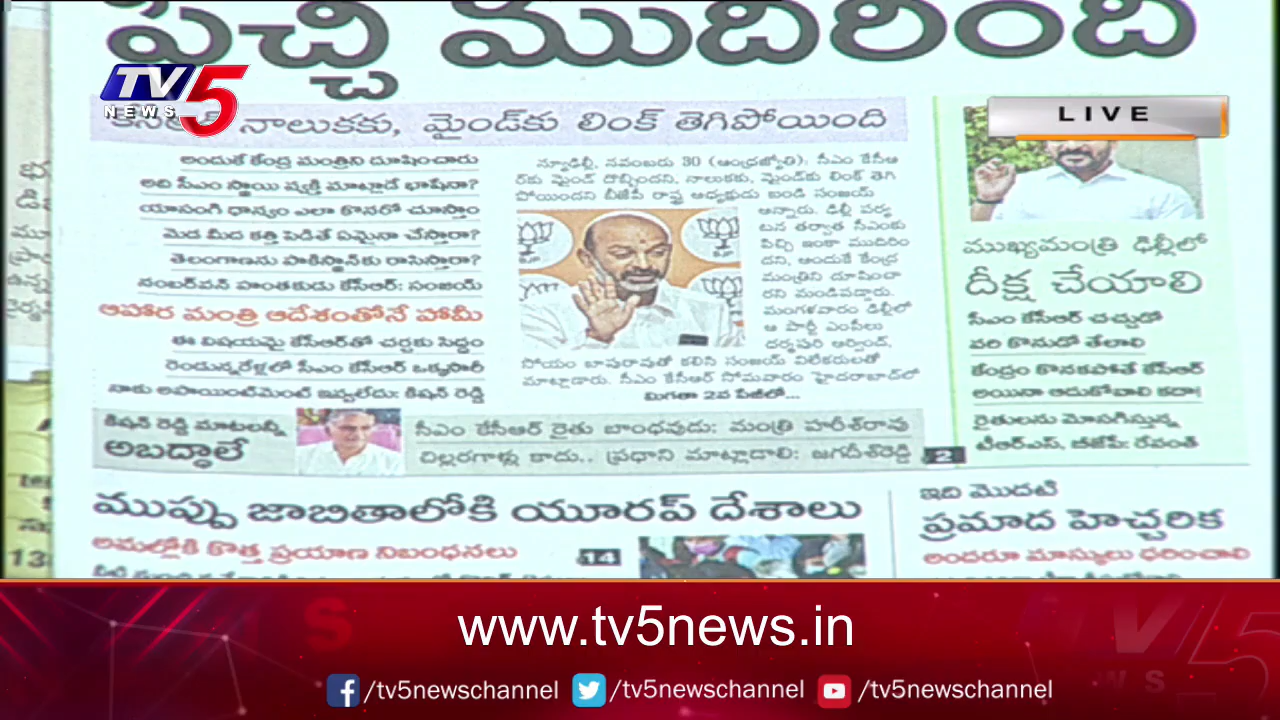 పిచ్చి ముదిరింది
TV5
NEWS
LIVE
నాలుకకు, మైండ్‌కు లింక్ తెగిపోయింది
అందుకే కేంద్ర మంత్రిని దూషించారు
అది సీఎం స్థాయి వ్యక్తి మాట్లాడే భాషేనా?
యాసంగి ధాన్యం ఎలా కొనరో చూస్తాం
మెడ మీద కత్తి పెడితే ఏమైనా చేస్తారా?
తెలంగాణను పాకిస్థాన్‌కు రాసిస్తారా?
నంబర్‌వన్ హంతకుడు కేసీఆర్: సంజయ్
ఆహార మంత్రి ఆదేశంతోనే హామీ
ఈ విషయమై కేసీఆర్‌తో చర్చకు సిద్ధం
రెండున్నరేళ్లలో సీఎం కేసీఆర్ ఒక్కసారీ
నాకు అపాయింట్‌మెంట్ ఇవ్వలేదు: కిషన్ రెడ్డి
న్యూఢిల్లీ, నవంబరు 30 (ఆంధ్రజ్యోతి): సీఎం కేసీఆ
ర్‌కు మైండ్ దొబ్బిందని, నాలుకకు, మైండ్‌కు లింక్ తెగి
పోయిందని బీజేపీ రాష్ట్ర అధ్యక్షుడు బండి సంజయ్
అన్నారు. ఢిల్లీ పర్య
టన తర్వాత సీఎంకు
పిచ్చి ఇంకా ముదిరిం
దని, అందుకే కేంద్ర
మంత్రిని దూషించా
రని మండిపడ్డారు.
మంగళవారం ఢిల్లీలో
ఆ పార్టీ ఎంపీలు
ధర్మపురి అర్వింద్,
సోయం బాపురావుతో కలిసి సంజయ్ విలేకరులతో
మాట్లాడారు. సీఎం కేసీఆర్ సోమవారం హైదరాబాద్‌లో
మిగతా 2వ పేజీలో...
ముఖ్యమంత్రి ఢిల్లీలో
దీక్ష చేయాలి
సీఎం కేసీఆర్ చచ్చుడో
వరి కొనుడో తేలాలి
కేంద్రం కొనకపోతే కేసీఆర్
అయినా ఆదుకోవాలి కదా!
రైతులను మోసగిస్తున్న
టీఆర్ఎస్, బీజేపీ: రేవంత్
కిషన్ రెడ్డి మాటలన్నీ
అబద్ధాలే
సీఎం కేసీఆర్ రైతు బాంధవుడు: మంత్రి హరీశ్‌రావు
చిల్లరగాళ్లు కాదు.. ప్రధాని మాట్లాడాలి: జగదీశ్‌రెడ్డి
2
ముప్పు జాబితాలోకి యూరప్ దేశాలు
అమల్లోకి కొత్త ప్రయాణ నిబంధనలు
14
ఇది మొదటి
ప్రమాద హెచ్చరిక
అందరూ మాస్కులు ధరించాలి
www.tv5news.in
/tv5newschannel /tv5newschannel /tv5newschannel